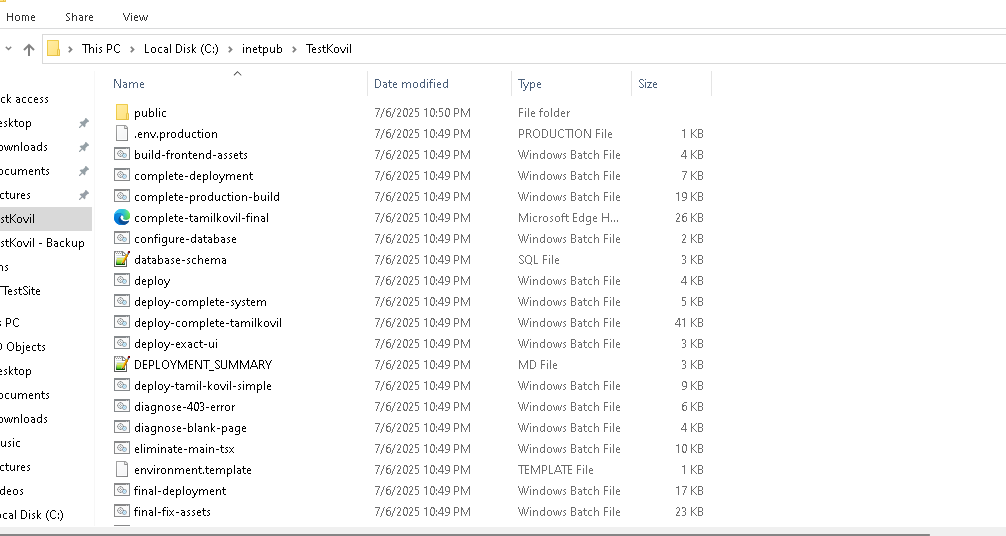 Home Share View
This PC Local Disk (C:) inetpub TestKovil
Name Date modified Type Size
ck access
esktop
ownloads
ocuments
ctures
stKovil
stKovil - Backup
ns
TestSite
s PC
D Objects
esktop
ocuments
ownloads
usic
ctures
deos
ocal Disk (C:)
public 7/6/2025 10:50 PM File folder
.env.production 7/6/2025 10:49 PM PRODUCTION File 1 KB
build-frontend-assets 7/6/2025 10:49 PM Windows Batch File 4 KB
complete-deployment 7/6/2025 10:49 PM Windows Batch File 7 KB
complete-production-build 7/6/2025 10:49 PM Windows Batch File 19 KB
complete-tamilkovil-final 7/6/2025 10:49 PM Microsoft Edge H... 26 KB
configure-database 7/6/2025 10:49 PM Windows Batch File 2 KB
database-schema 7/6/2025 10:49 PM SQL File 3 KB
deploy 7/6/2025 10:49 PM Windows Batch File 4 KB
deploy-complete-system 7/6/2025 10:49 PM Windows Batch File 5 KB
deploy-complete-tamilkovil 7/6/2025 10:49 PM Windows Batch File 41 KB
deploy-exact-ui 7/6/2025 10:49 PM Windows Batch File 3 KB
DEPLOYMENT_SUMMARY 7/6/2025 10:49 PM MD File 3 KB
deploy-tamil-kovil-simple 7/6/2025 10:49 PM Windows Batch File 9 KB
diagnose-403-error 7/6/2025 10:49 PM Windows Batch File 6 KB
diagnose-blank-page 7/6/2025 10:49 PM Windows Batch File 4 KB
eliminate-main-tsx 7/6/2025 10:49 PM Windows Batch File 10 KB
environment.template 7/6/2025 10:49 PM TEMPLATE File 1 KB
final-deployment 7/6/2025 10:49 PM Windows Batch File 17 KB
final-fix-assets 7/6/2025 10:49 PM Windows Batch File 23 KB